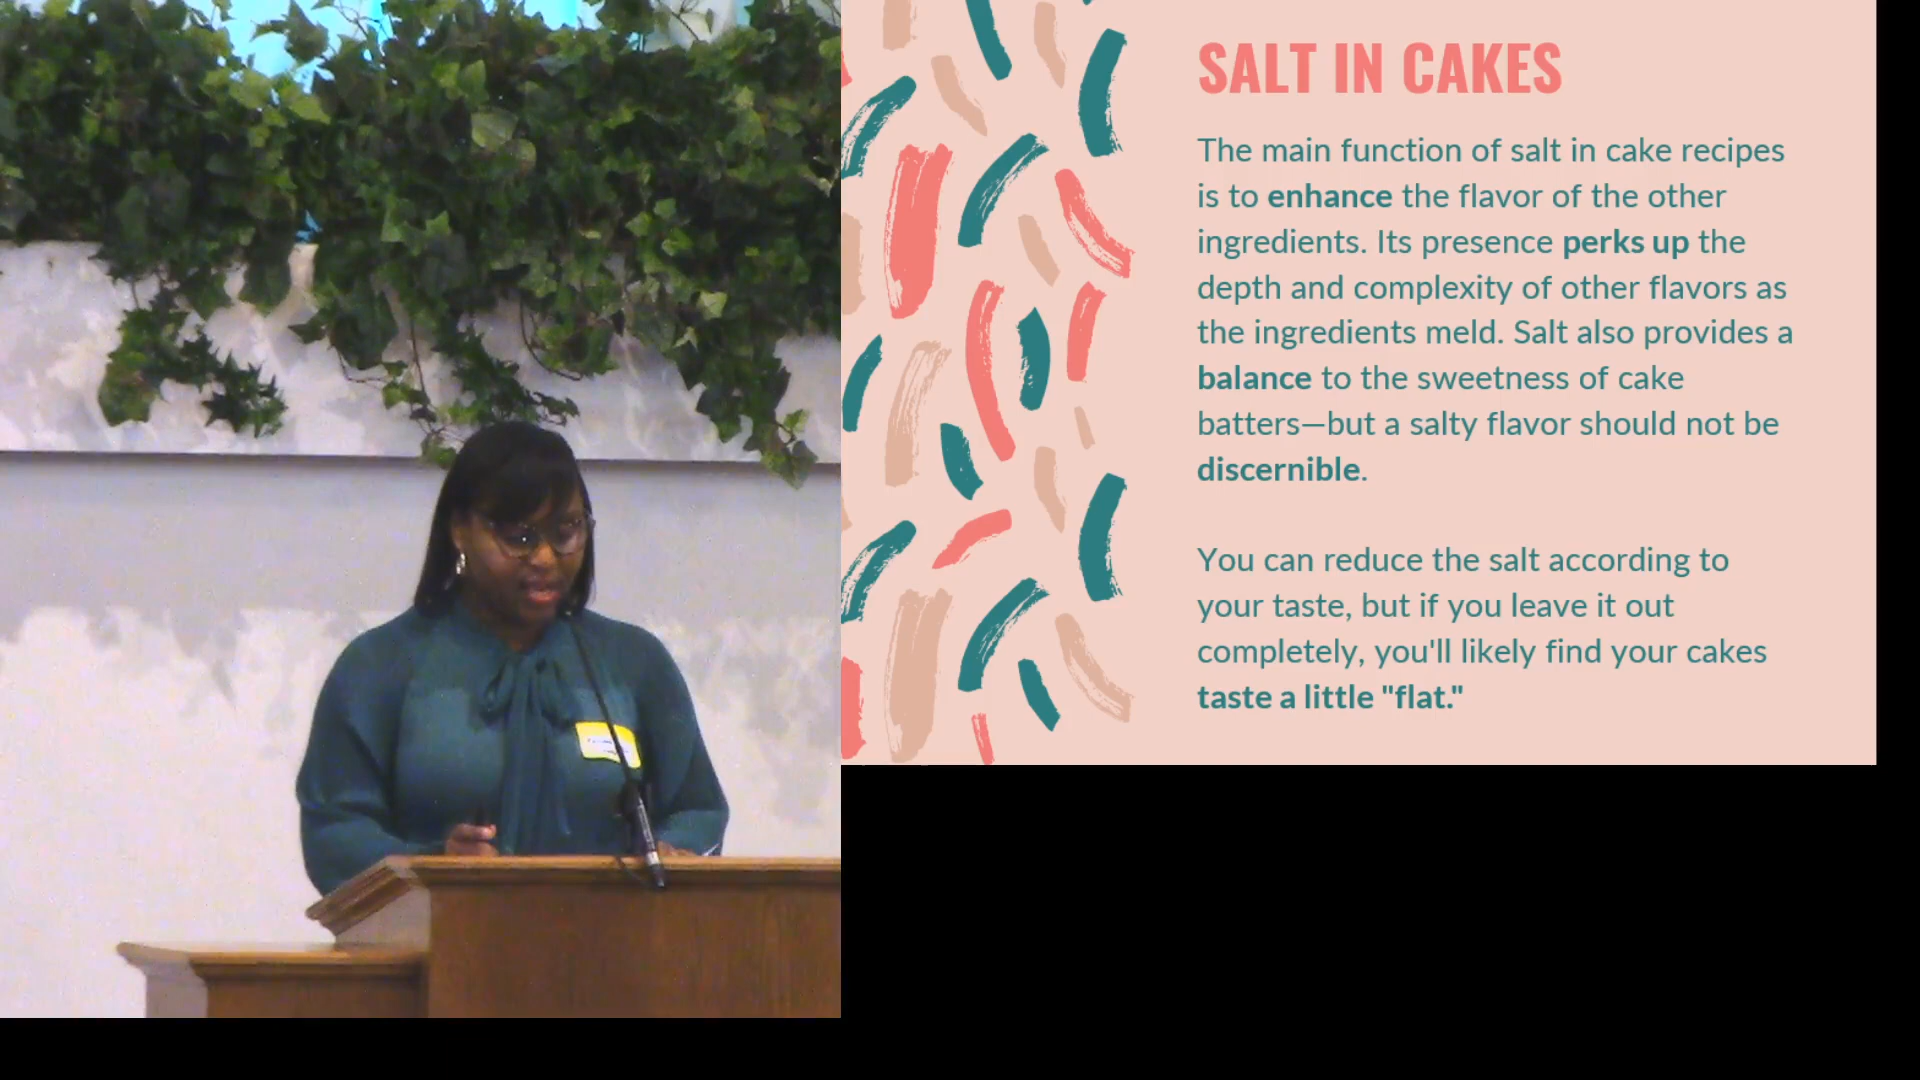 SALT IN CAKES
The main function of salt in cake recipes
is to enhance the flavor of the other
ingredients. Its presence perks up the
depth and complexity of other flavors as
the ingredients meld. Salt also provides a
balance to the sweetness of cake
batters—but a salty flavor should not be
discernible.
You can reduce the salt according to
your taste, but if you leave it out
completely, you'll likely find your cakes
taste a little "flat."